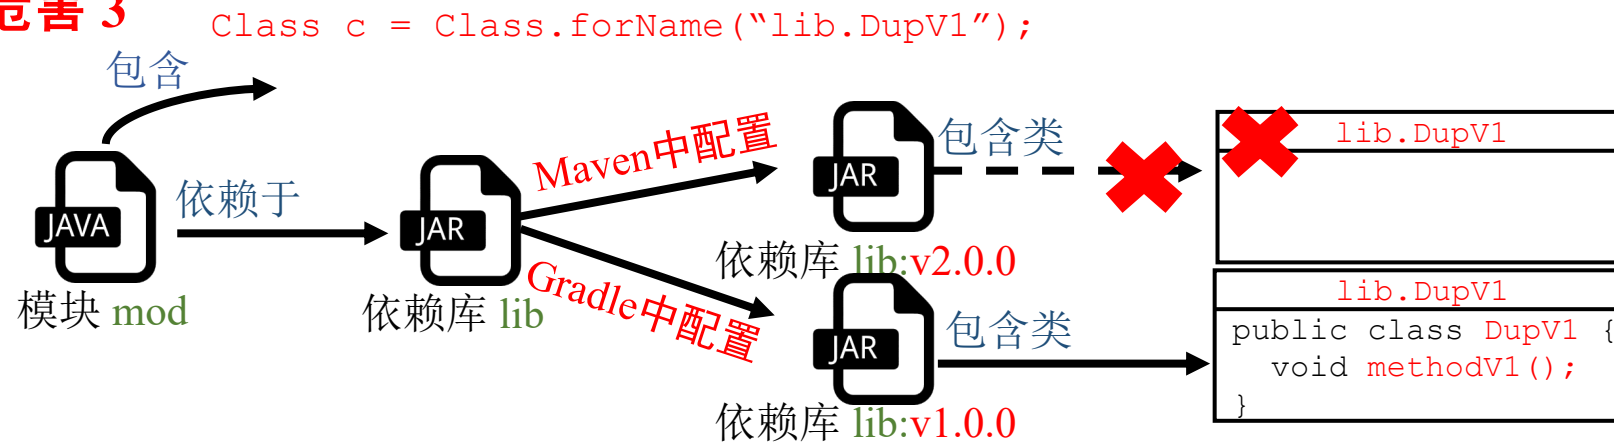 危害 3
Class c = Class.forName(“lib.DupV1”);
包含
JAVA
模块 mod
依赖于
JAR
依赖库 lib
Maven中配置
Gradle中配置
JAR
依赖库 lib:v2.0.0
包含类
lib.DupV1
JAR
依赖库 lib:v1.0.0
包含类
lib.DupV1
public class DupV1 {
void methodV1();
}